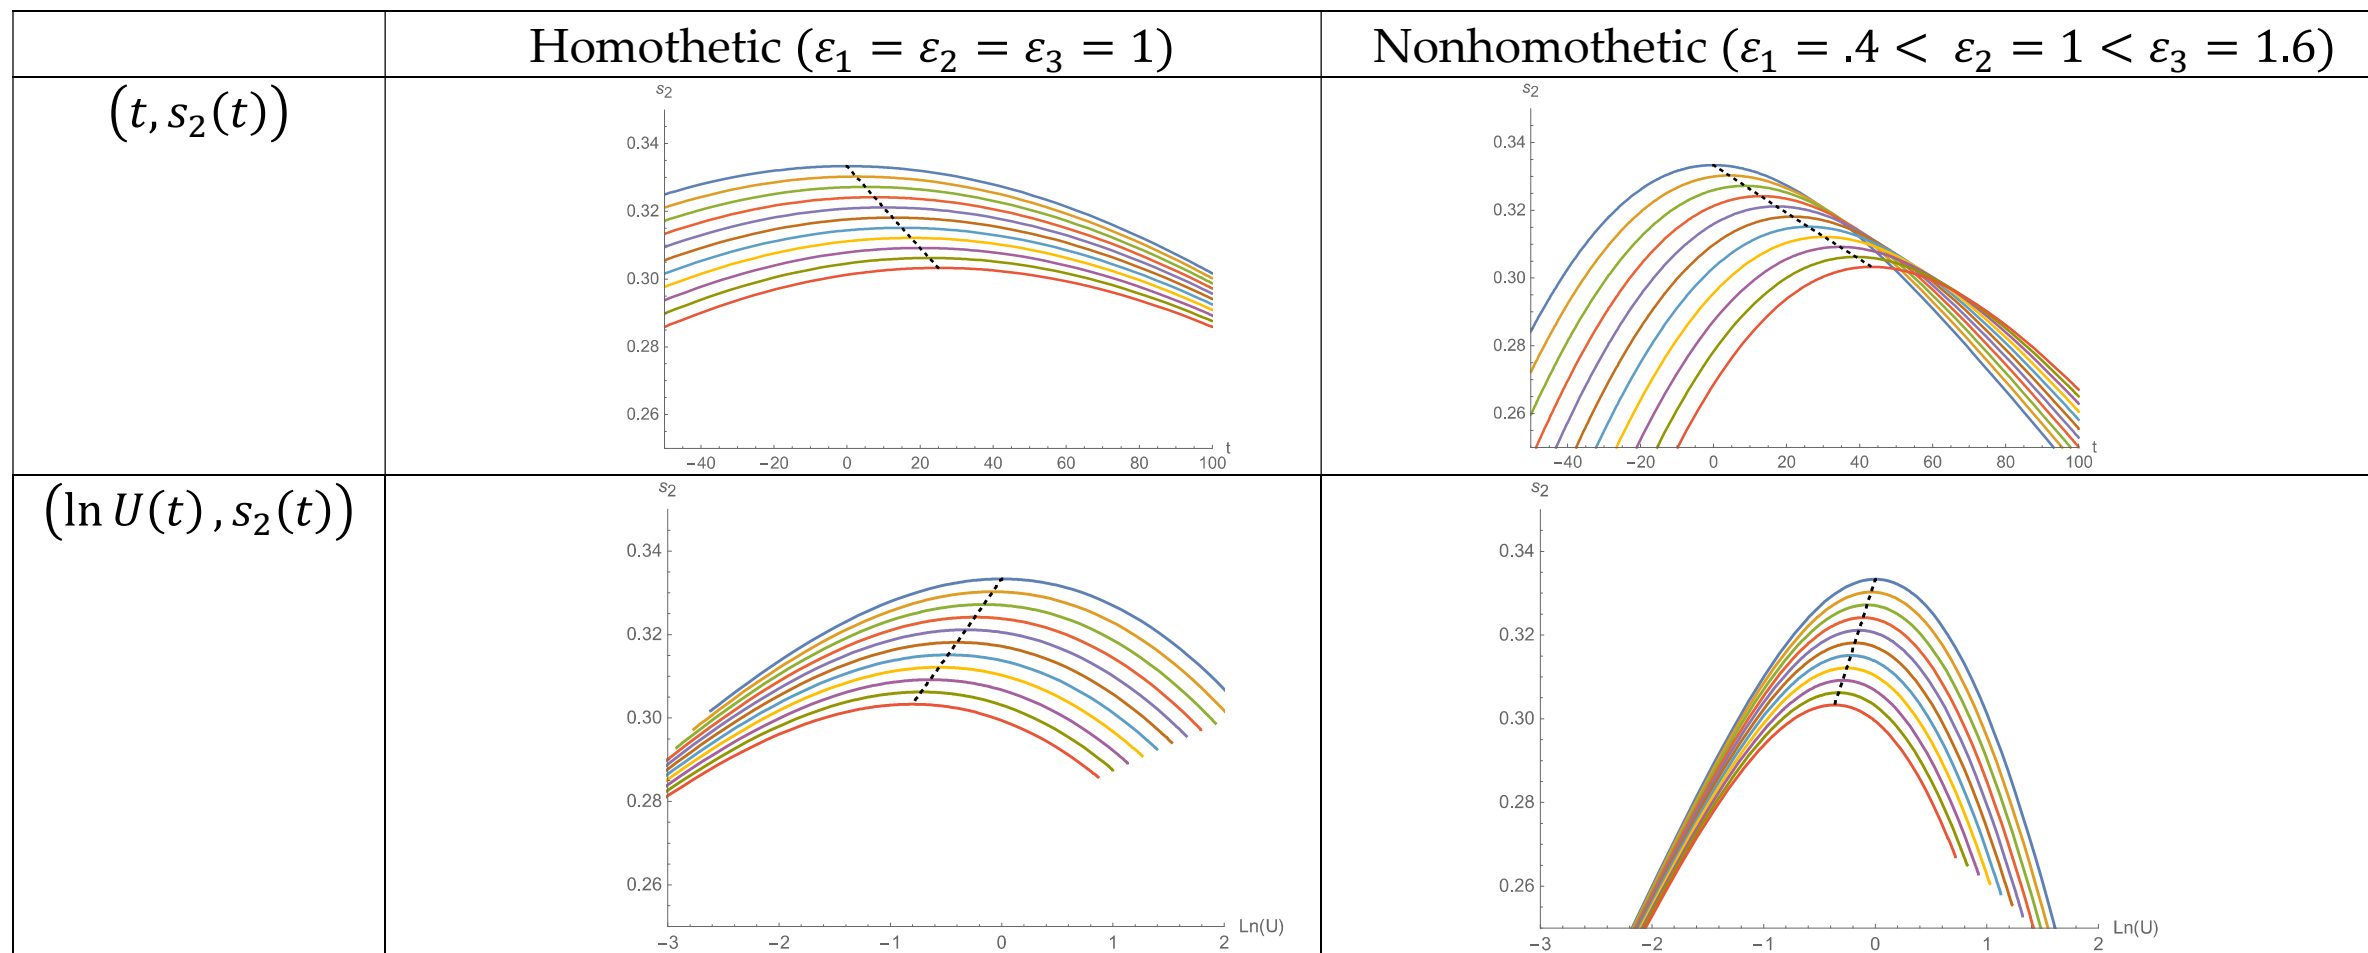 Homothetic (ε₁ = ε₂ = ε₃ = 1)
Nonhomothetic (ε₁ = .4 < ε₂ = 1 < ε₃ = 1.6)
(t, s₂(t))
s₂
0.34
0.32
0.30
0.28
0.26
−40 −20 0 20 40 60 80 100 t
s₂
0.34
0.32
0.30
0.28
0.26
−40 −20 0 20 40 60 80 100 t
(ln U(t) , s₂(t))
s₂
0.34
0.32
0.30
0.28
0.26
−3 −2 −1 0 1 2 Ln(U)
s₂
0.34
0.32
0.30
0.28
0.26
−3 −2 −1 0 1 2 Ln(U)